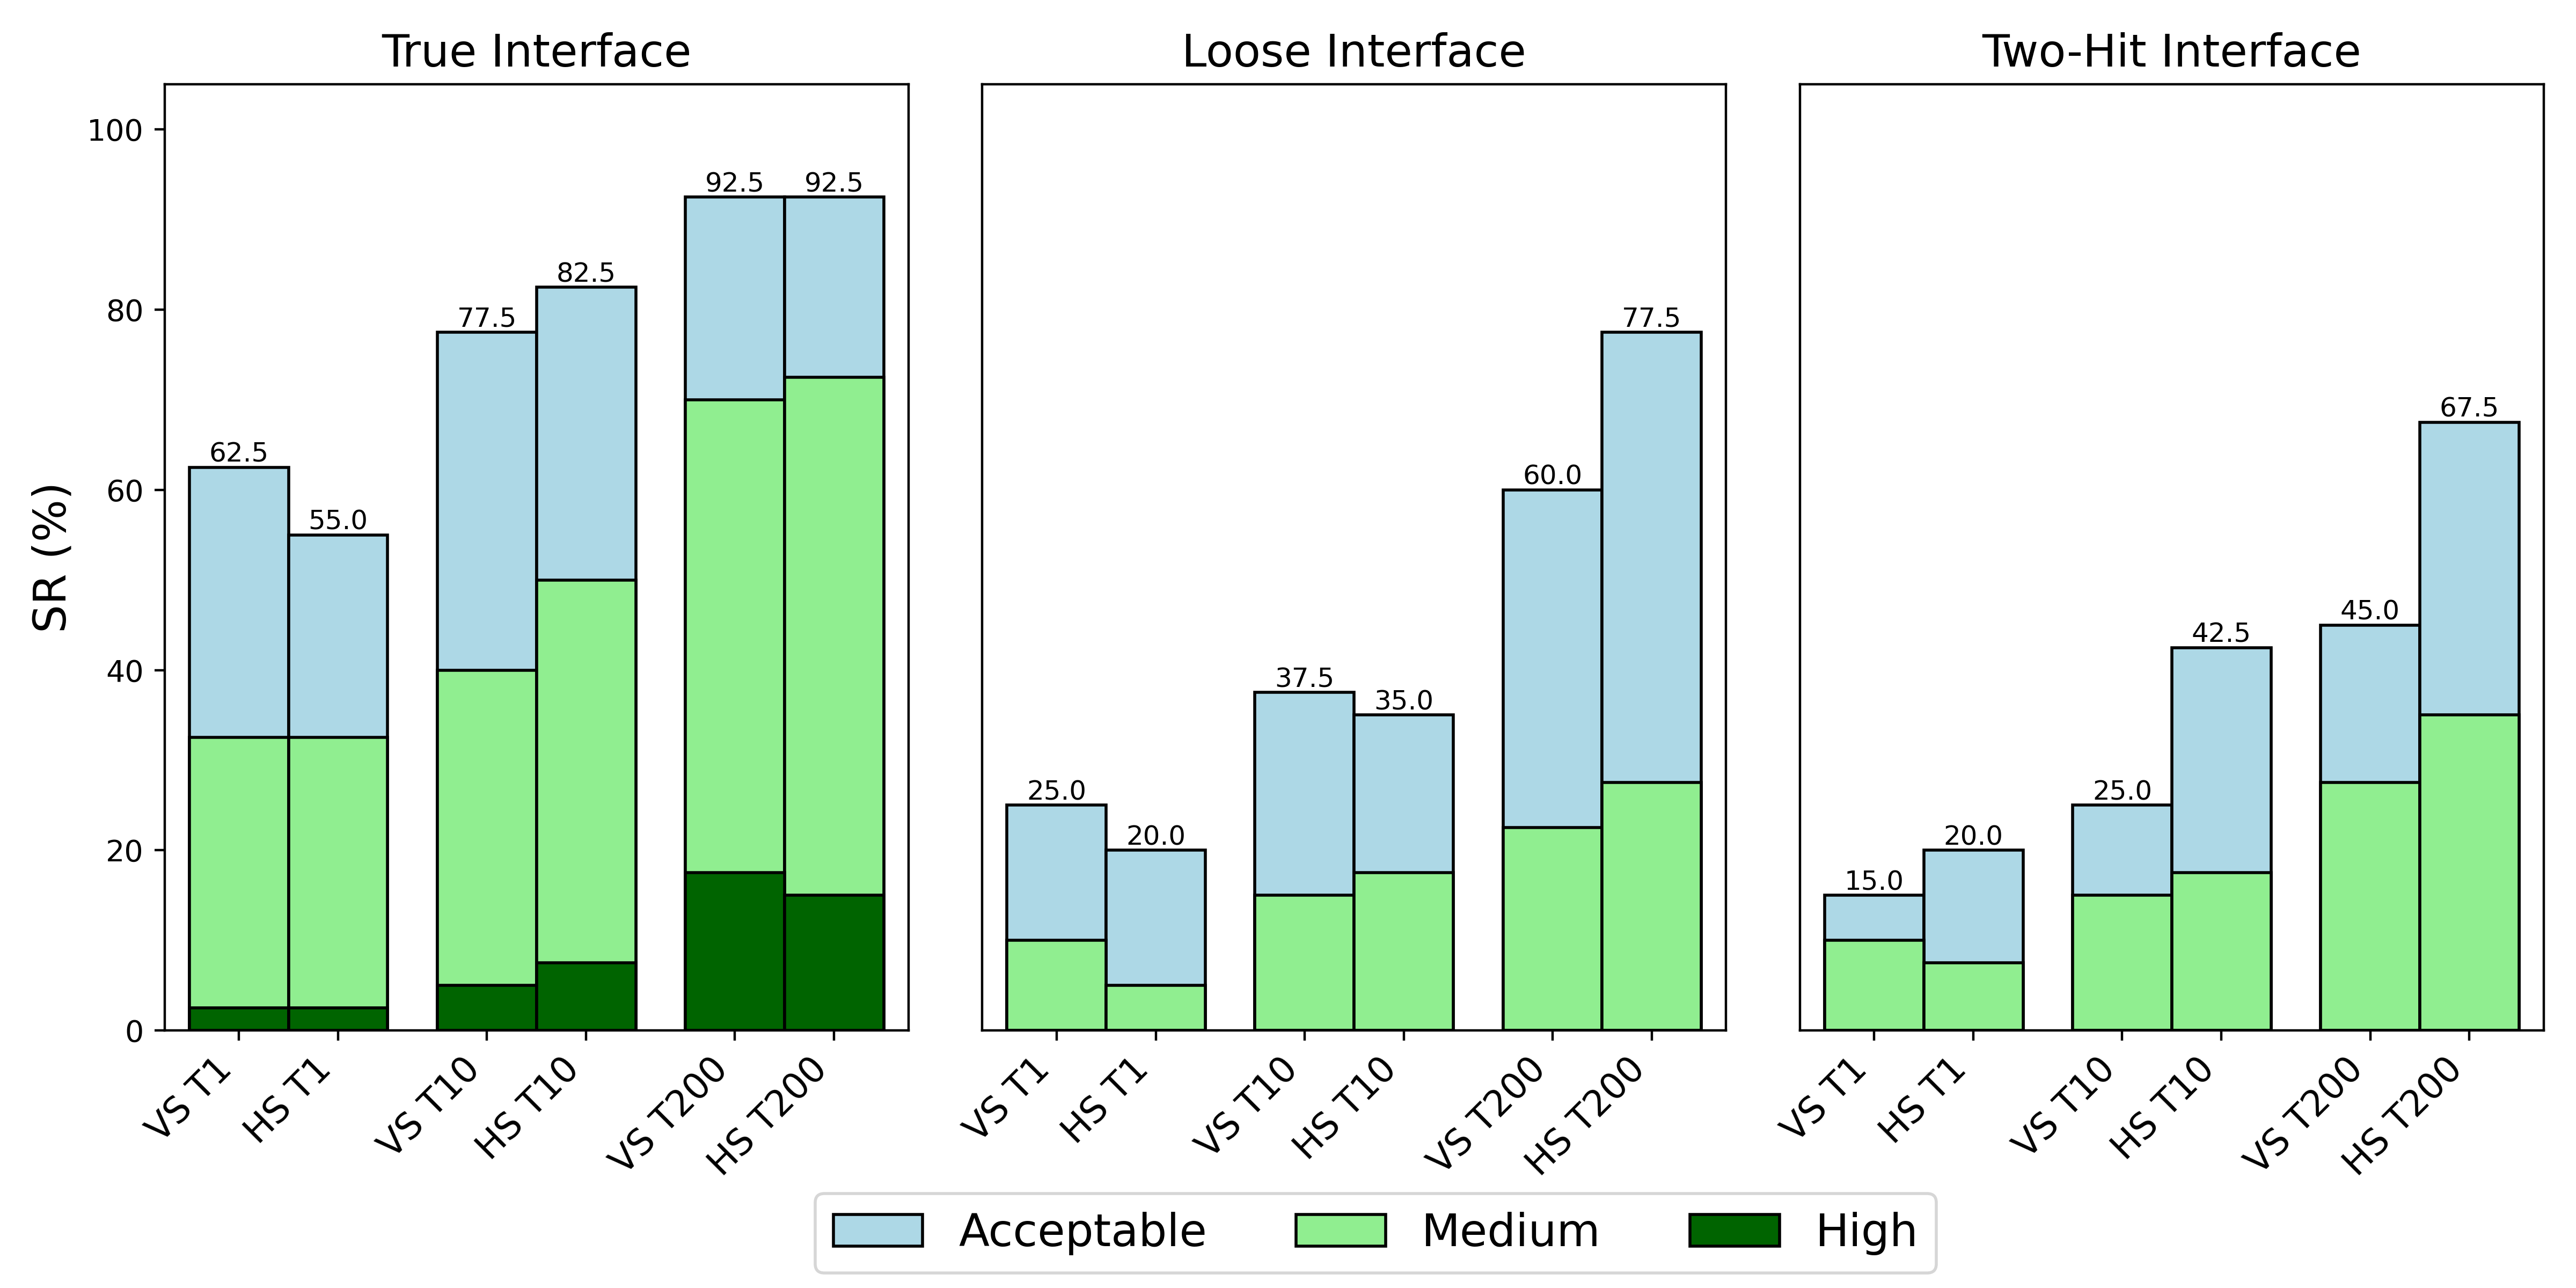 True Interface
Loose Interface
Two-Hit Interface
SR (%)
100
80
60
40
20
0
62.5
55.0
77.5
82.5
92.5
92.5
25.0
20.0
37.5
35.0
60.0
77.5
15.0
20.0
25.0
42.5
45.0
67.5
VS T1
HS T1
VS T10
HS T10
VS T200
HS T200
VS T1
HS T1
VS T10
HS T10
VS T200
HS T200
VS T1
HS T1
VS T10
HS T10
VS T200
HS T200
Acceptable
Medium
High